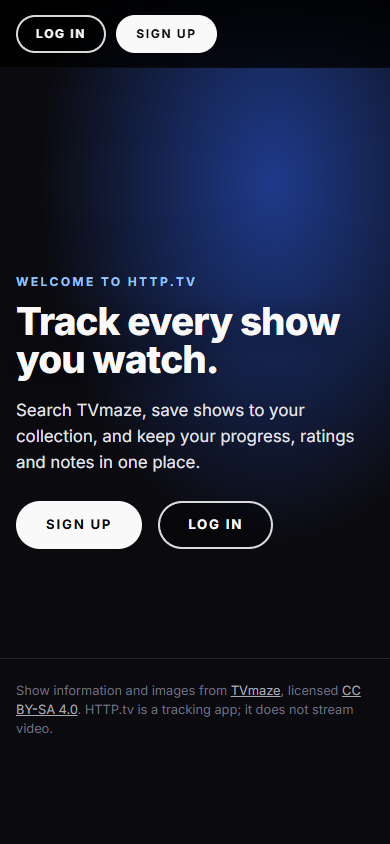 LOG IN
SIGN UP
WELCOME TO HTTP.TV
Track every show
you watch.
Search TVmaze, save shows to your
collection, and keep your progress, ratings
and notes in one place.
SIGN UP
LOG IN
Show information and images from TVmaze, licensed CC
BY-SA 4.0. HTTP.tv is a tracking app; it does not stream
video.